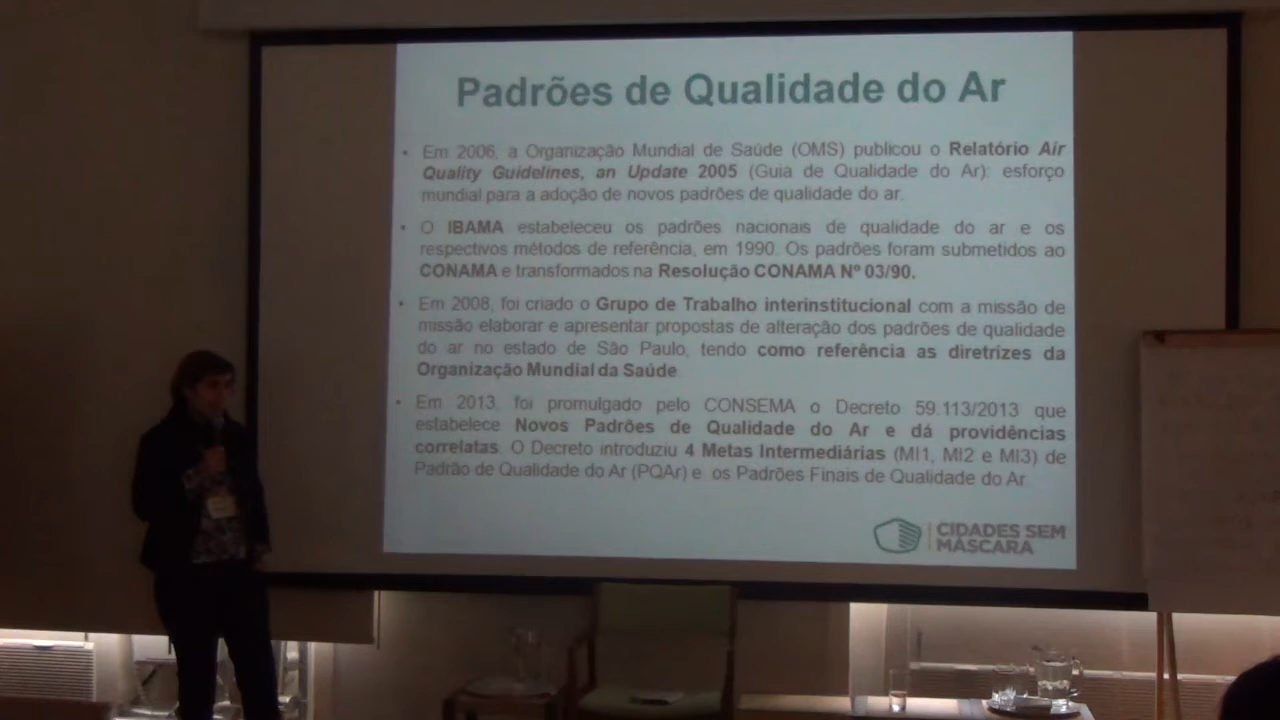 Padrões de Qualidade do Ar
• Em 2006, a Organização Mundial de Saúde (OMS) publicou o Relatório Air
Quality Guidelines, an Update 2005 (Guia de Qualidade do Ar): esforço
mundial para a adoção de novos padrões de qualidade do ar.
• O IBAMA estabeleceu os padrões nacionais de qualidade do ar e os
respectivos métodos de referência, em 1990. Os padrões foram submetidos ao
CONAMA e transformados na Resolução CONAMA Nº 03/90.
• Em 2008, foi criado o Grupo de Trabalho interinstitucional com a missão de
missão elaborar e apresentar propostas de alteração dos padrões de qualidade
do ar no estado de São Paulo, tendo como referência as diretrizes da
Organização Mundial da Saúde.
• Em 2013, foi promulgado pelo CONSEMA o Decreto 59.113/2013 que
estabelece Novos Padrões de Qualidade do Ar e dá providências
correlatas. O Decreto introduziu 4 Metas Intermediárias (MI1, MI2 e MI3) de
Padrão de Qualidade do Ar (PQAr) e os Padrões Finais de Qualidade do Ar
CIDADES SEM
MÁSCARA